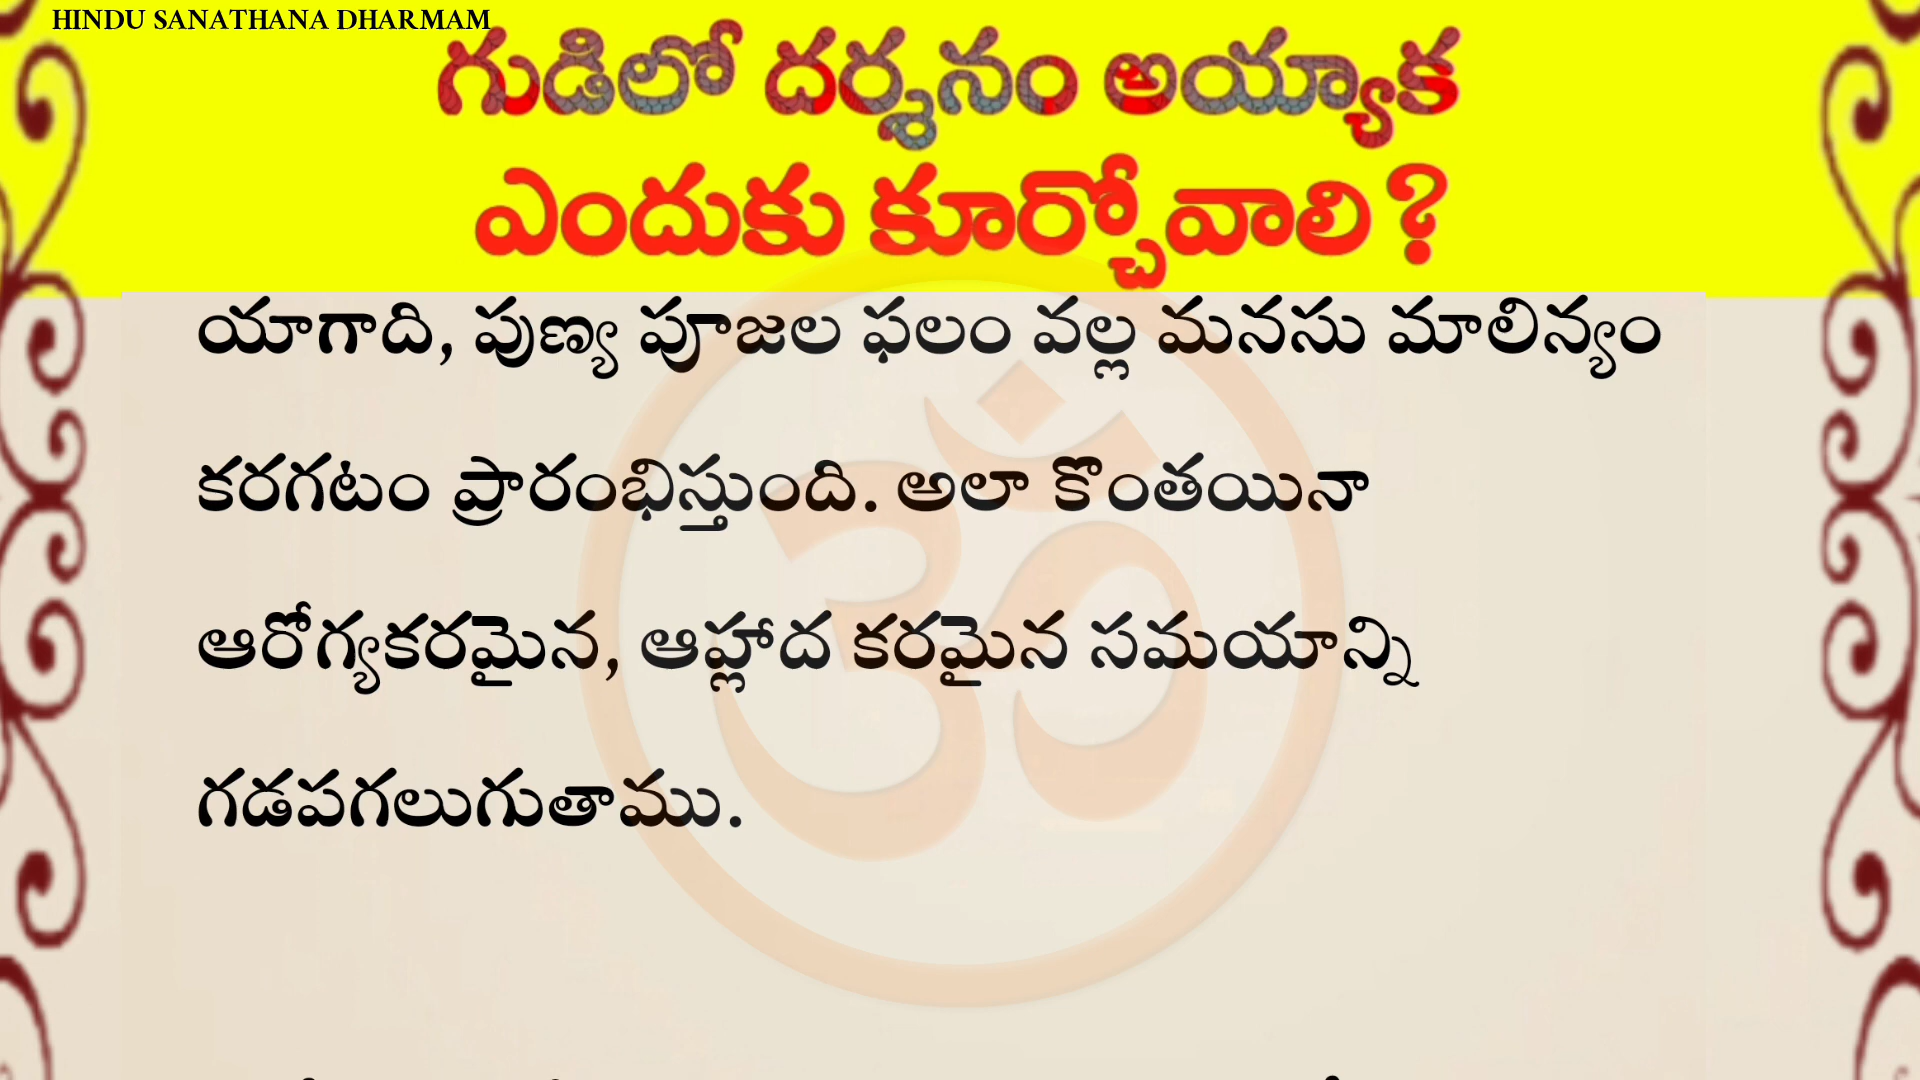 HINDU SANATHANA DHARMAM
గుడిలో దర్శనం అయ్యాక
ఎందుకు కూర్చోవాలి?
యాగాది, పుణ్య పూజల ఫలం వల్ల మనసు మాలిన్యం
కరగటం ప్రారంభిస్తుంది. అలా కొంతయినా
ఆరోగ్యకరమైన, ఆహ్లాద కరమైన సమయాన్ని
గడపగలుగుతాము.